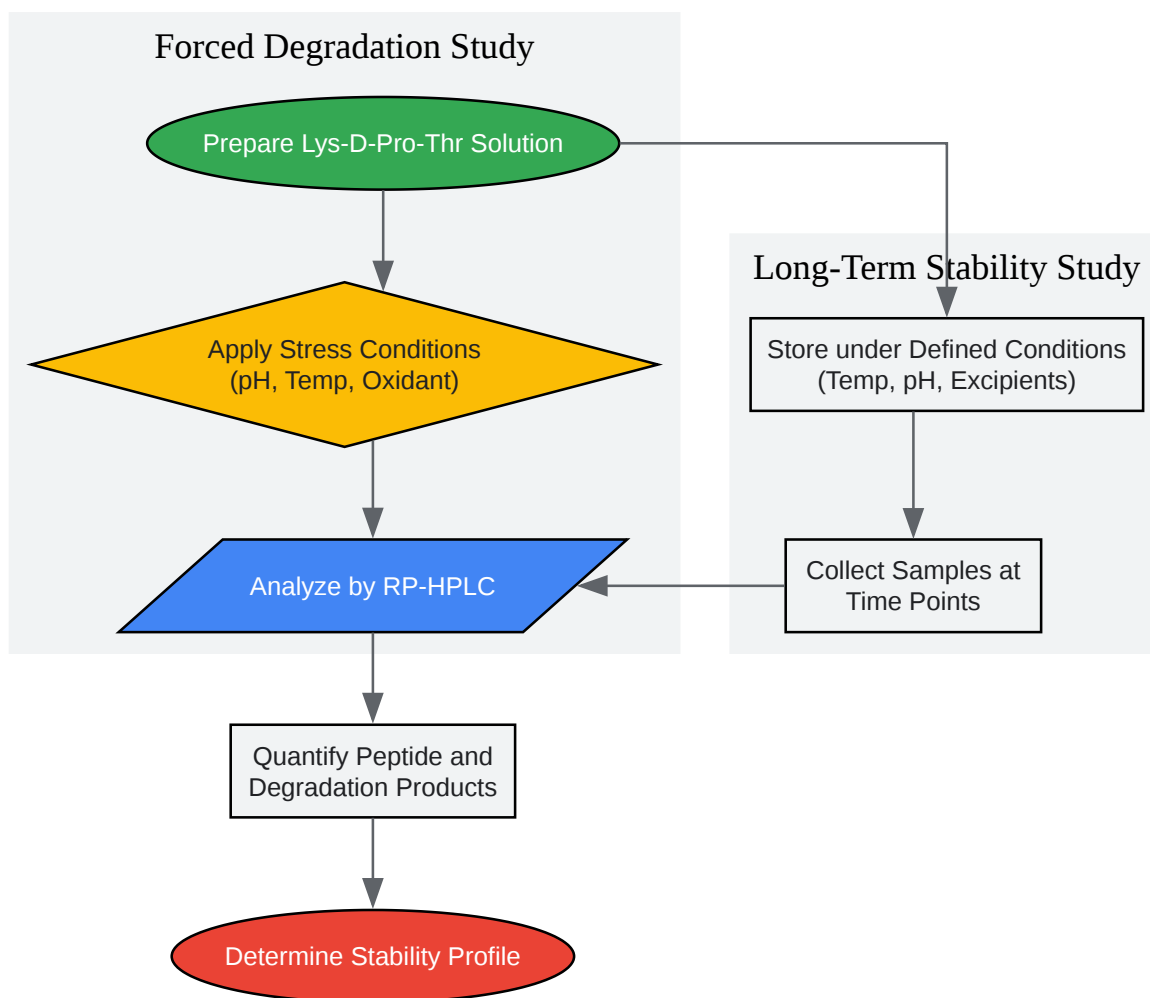 Forced Degradation Study
Prepare Lys-D-Pro-Thr Solution
Long-Term Stability Study
Apply Stress Conditions
(pH, Temp, Oxidant)
Store under Defined Conditions
(Temp, pH, Excipients)
Analyze by RP-HPLC
Collect Samples at
Time Points
Quantify Peptide and
Degradation Products
Determine Stability Profile